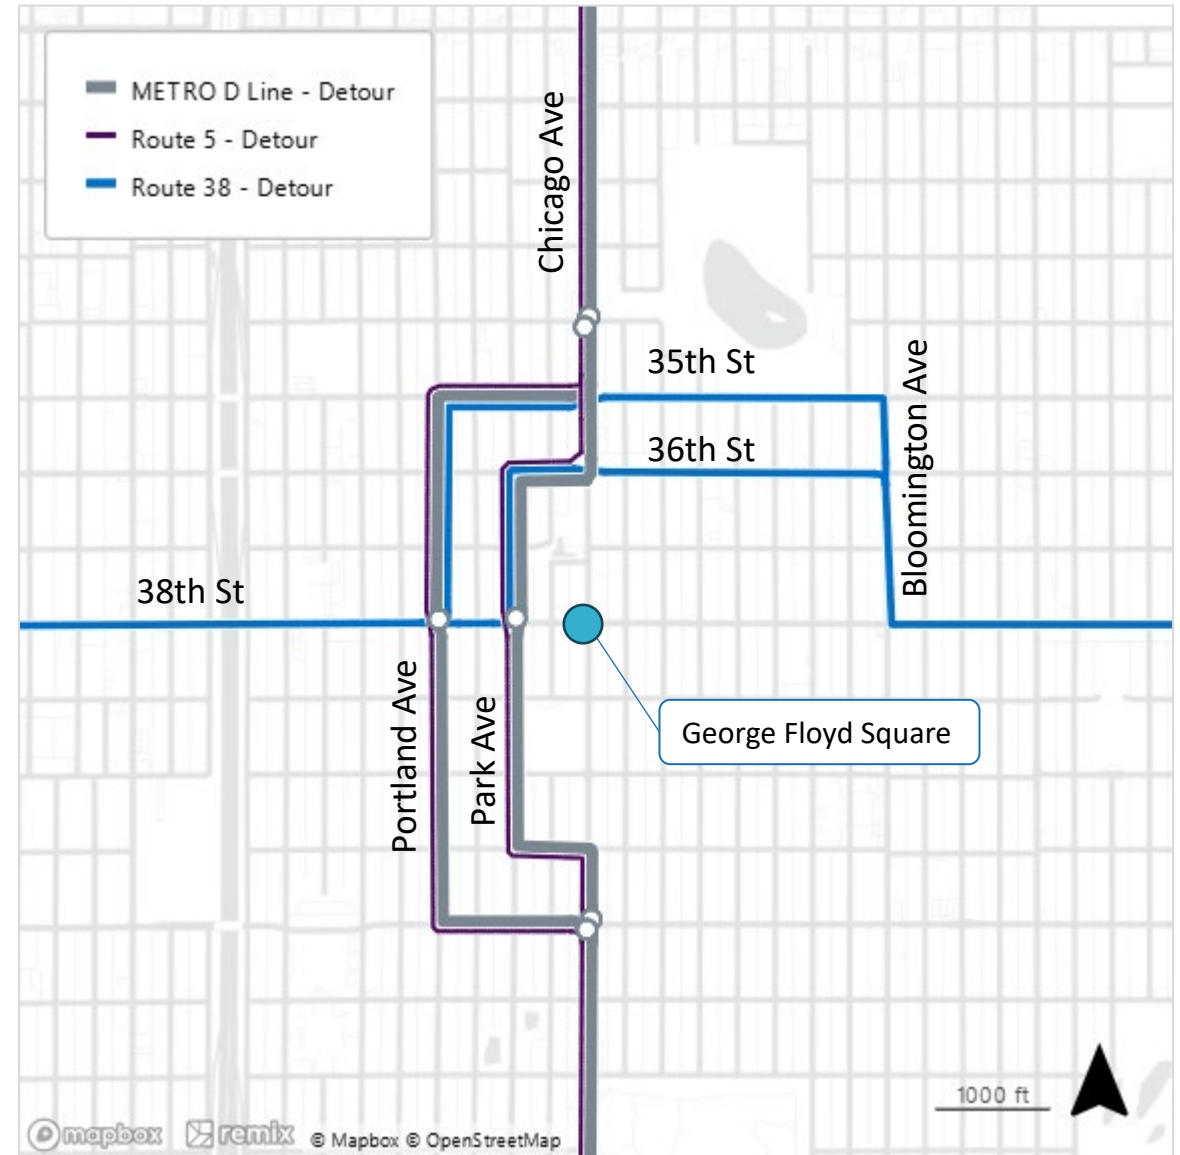 METRO D Line - Detour
Route 5 - Detour
Route 38 - Detour
Chicago Ave
35th St
Bloomington Ave
36th St
38th St
Portland Ave
Park Ave
George Floyd Square
1000 ft
mapbox remix © Mapbox © OpenStreetMap